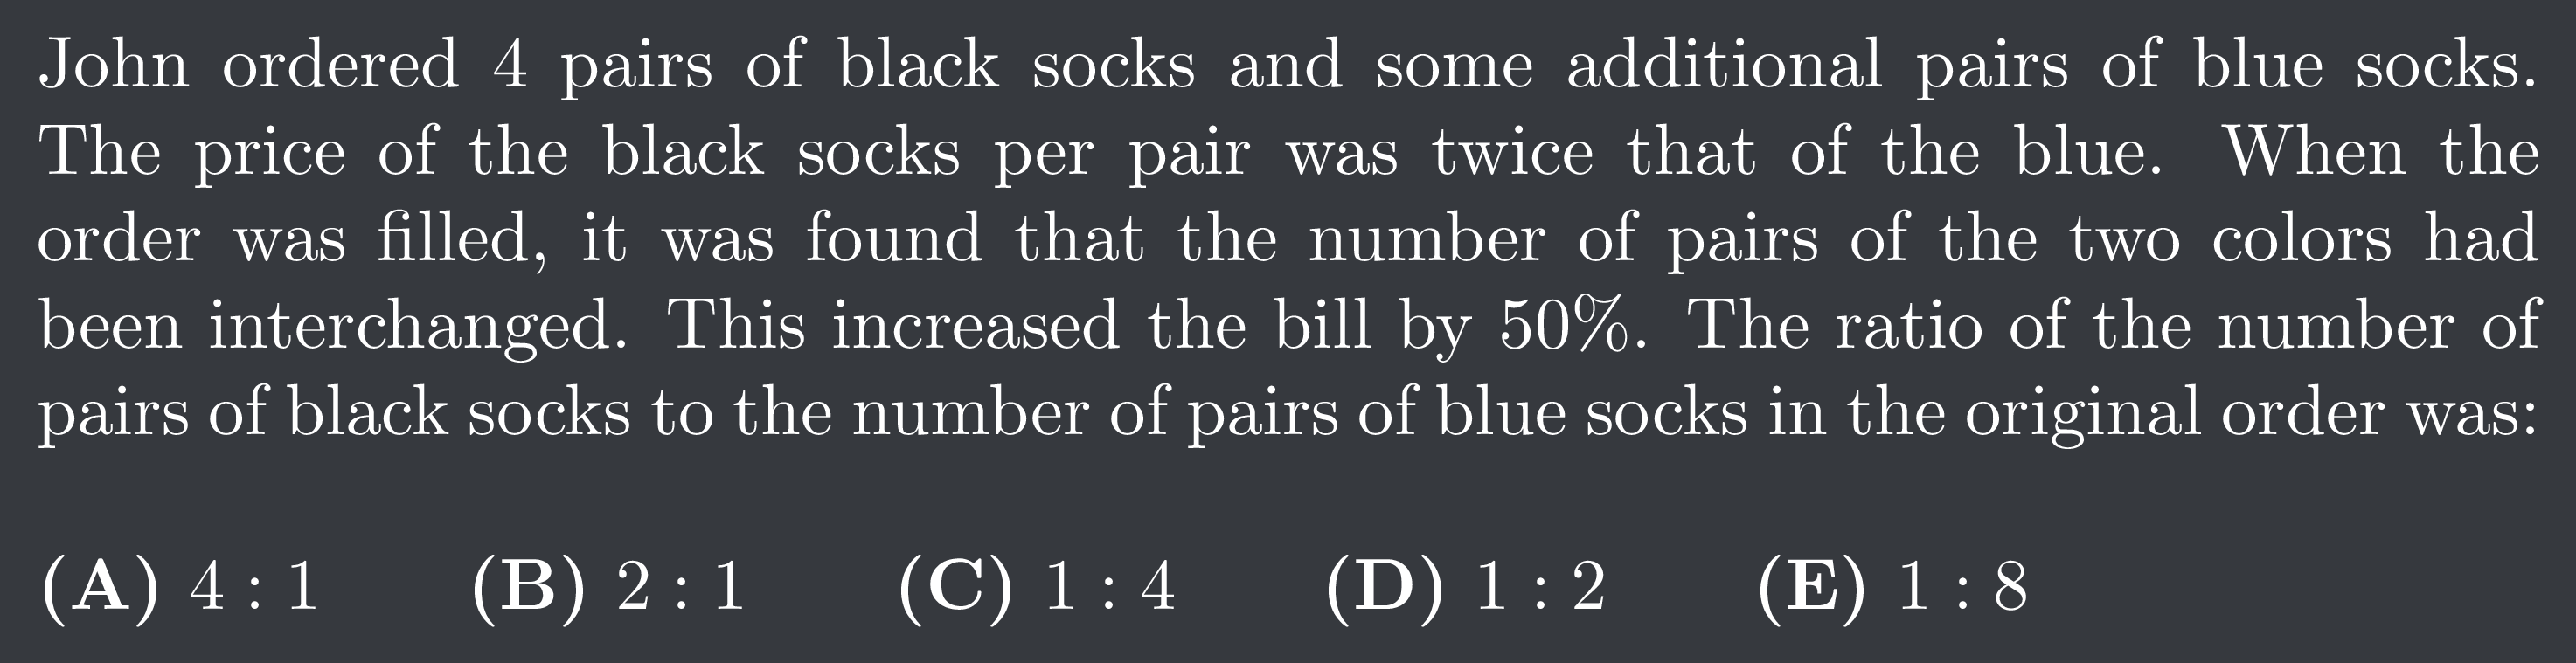 John ordered 4 pairs of black socks and some additional pairs of blue socks.
The price of the black socks per pair was twice that of the blue. When the
order was filled, it was found that the number of pairs of the two colors had
been interchanged. This increased the bill by 50%. The ratio of the number of
pairs of black socks to the number of pairs of blue socks in the original order was:
(A) 4 : 1 (B) 2 : 1 (C) 1 : 4 (D) 1 : 2 (E) 1 : 8